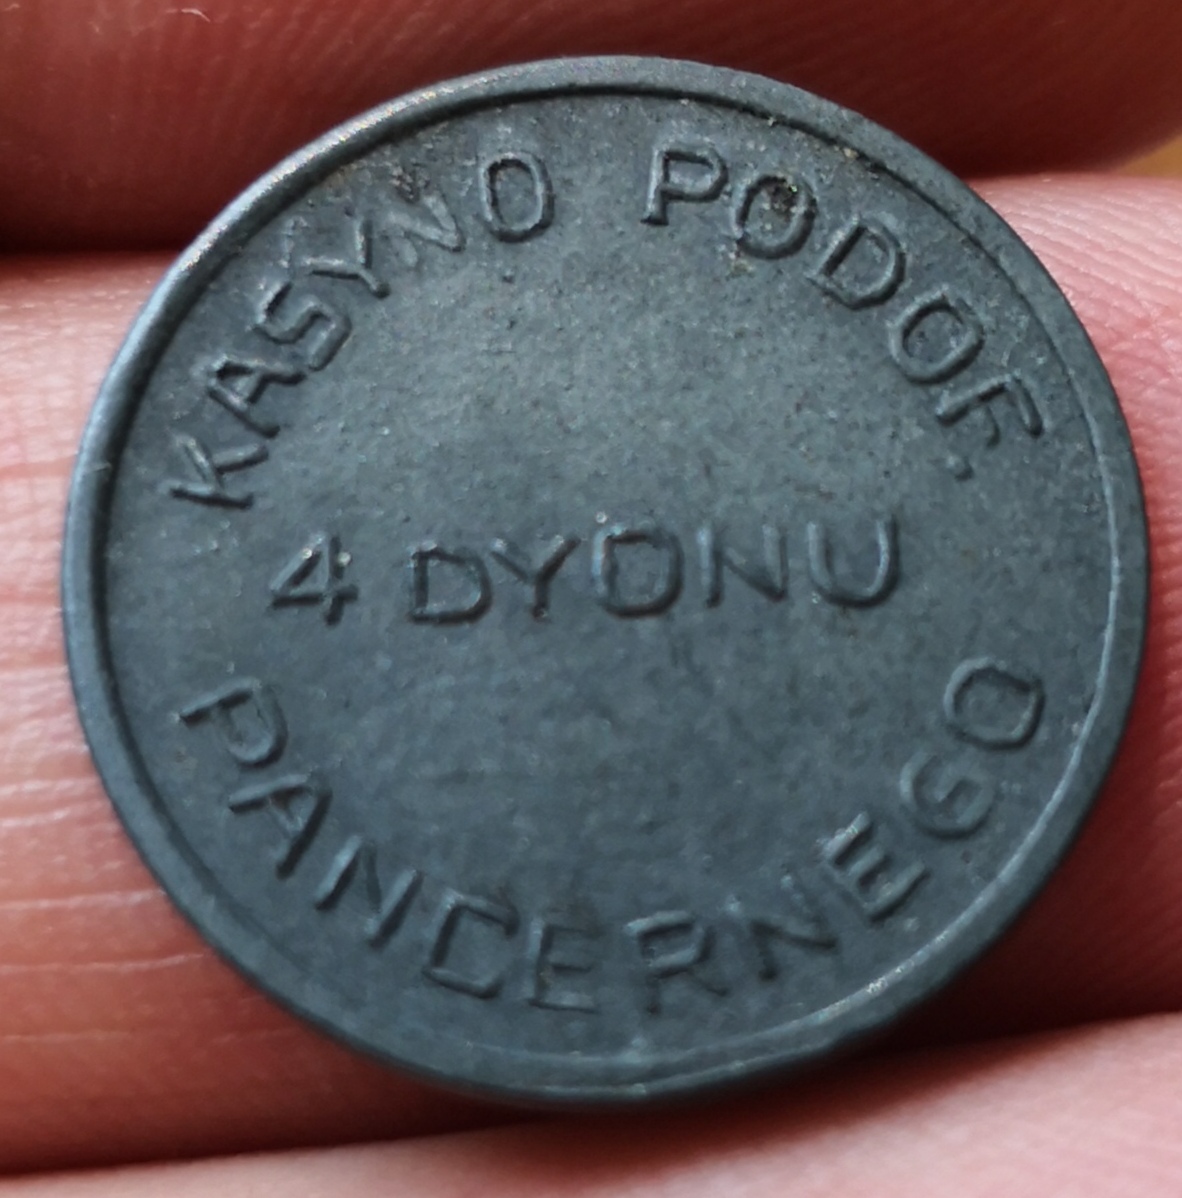 KASYNO PODOF.
4 DYONU
PANCERNEGO